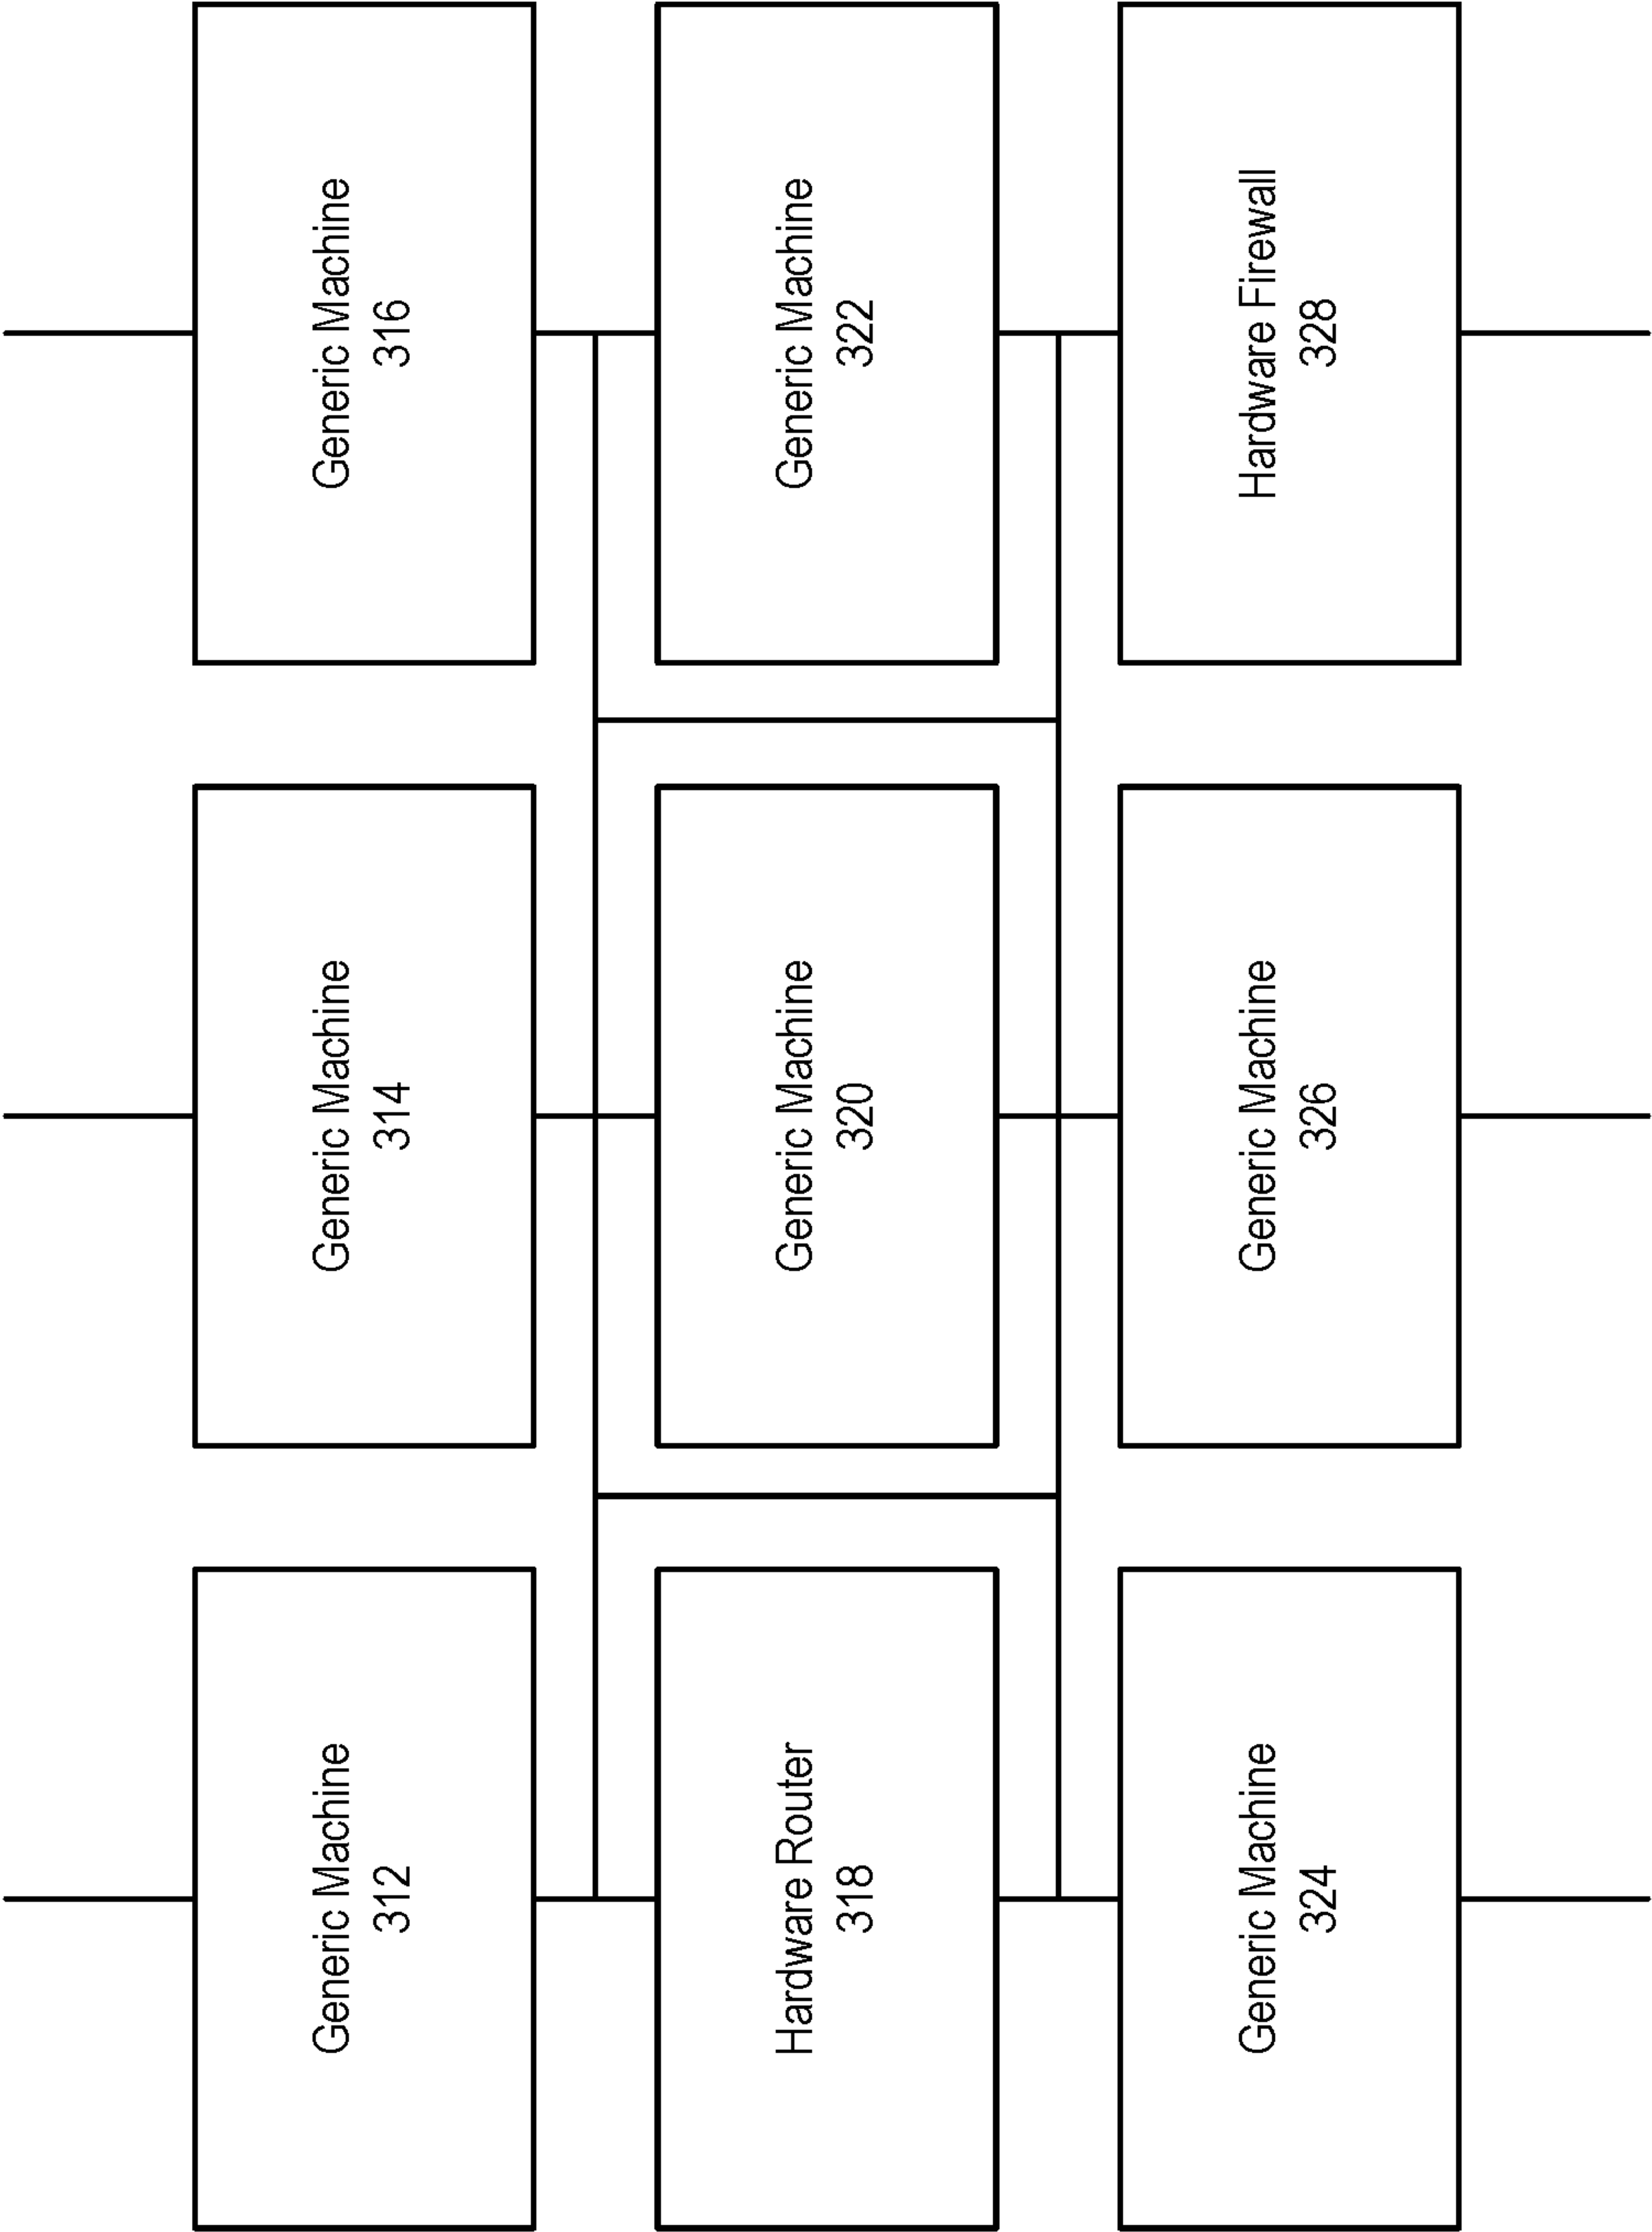 Generic Machine
312
Generic Machine
314
Generic Machine
316
Hardware Router
318
Generic Machine
320
Generic Machine
322
Generic Machine
324
Generic Machine
326
Hardware Firewall
328